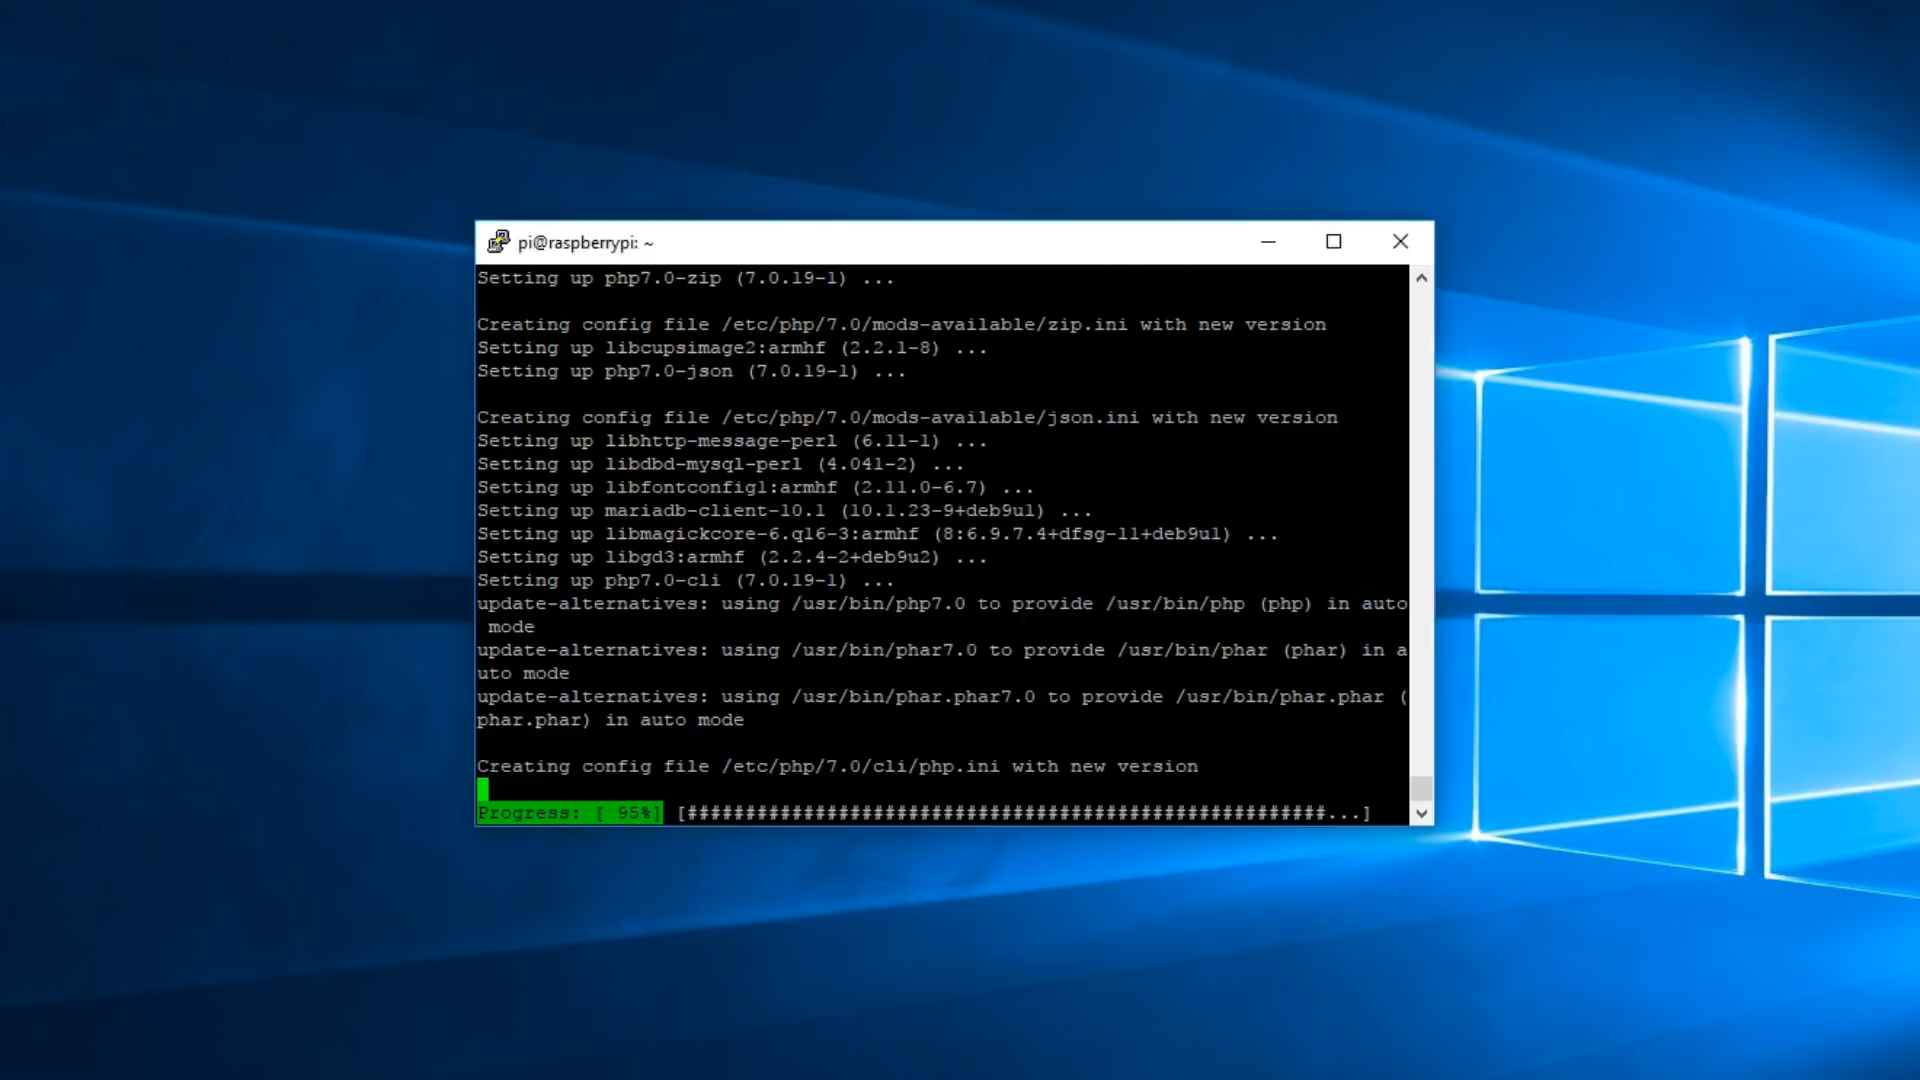 pi@raspberrypi: ~
Setting up php7.0-zip (7.0.19-1) ...
Creating config file /etc/php/7.0/mods-available/zip.ini with new version
Setting up libcupsimage2:armhf (2.2.1-8) ...
Setting up php7.0-json (7.0.19-1) ...
Creating config file /etc/php/7.0/mods-available/json.ini with new version
Setting up libhttp-message-perl (6.11-1) ...
Setting up libdbd-mysql-perl (4.041-2) ...
Setting up libfontconfig1:armhf (2.11.0-6.7) ...
Setting up mariadb-client-10.1 (10.1.23-9+deb9u1) ...
Setting up libmagickcore-6.q16-3:armhf (8:6.9.7.4+dfsg-11+deb9u1) ...
Setting up libgd3:armhf (2.2.4-2+deb9u2) ...
Setting up php7.0-cli (7.0.19-1) ...
update-alternatives: using /usr/bin/php7.0 to provide /usr/bin/php (php) in auto
mode
update-alternatives: using /usr/bin/phar7.0 to provide /usr/bin/phar (phar) in a
uto mode
update-alternatives: using /usr/bin/phar.phar7.0 to provide /usr/bin/phar.phar (
phar.phar) in auto mode
Creating config file /etc/php/7.0/cli/php.ini with new version
Progress: [ 95%] [#######################################################...]